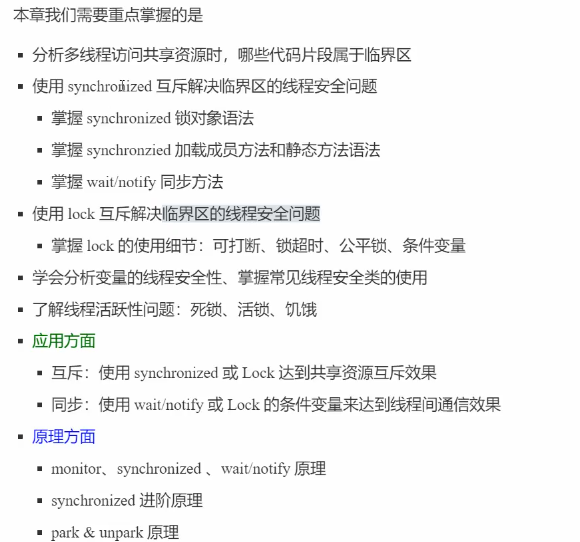 本章我们需要重点掌握的是
分析多线程访问共享资源时，哪些代码片段属于临界区
使用 synchronized 互斥解决临界区的线程安全问题
掌握 synchronized 锁对象语法
掌握 synchronzied 加载成员方法和静态方法语法
掌握 wait/notify 同步方法
使用 lock 互斥解决临界区的线程安全问题
掌握 lock 的使用细节：可打断、锁超时、公平锁、条件变量
学会分析变量的线程安全性、掌握常见线程安全类的使用
了解线程活跃性问题：死锁、活锁、饥饿
应用方面
互斥：使用 synchronized 或 Lock 达到共享资源互斥效果
同步：使用 wait/notify 或 Lock 的条件变量来达到线程间通信效果
原理方面
monitor、synchronized 、wait/notify 原理
synchronized 进阶原理
park & unpark 原理